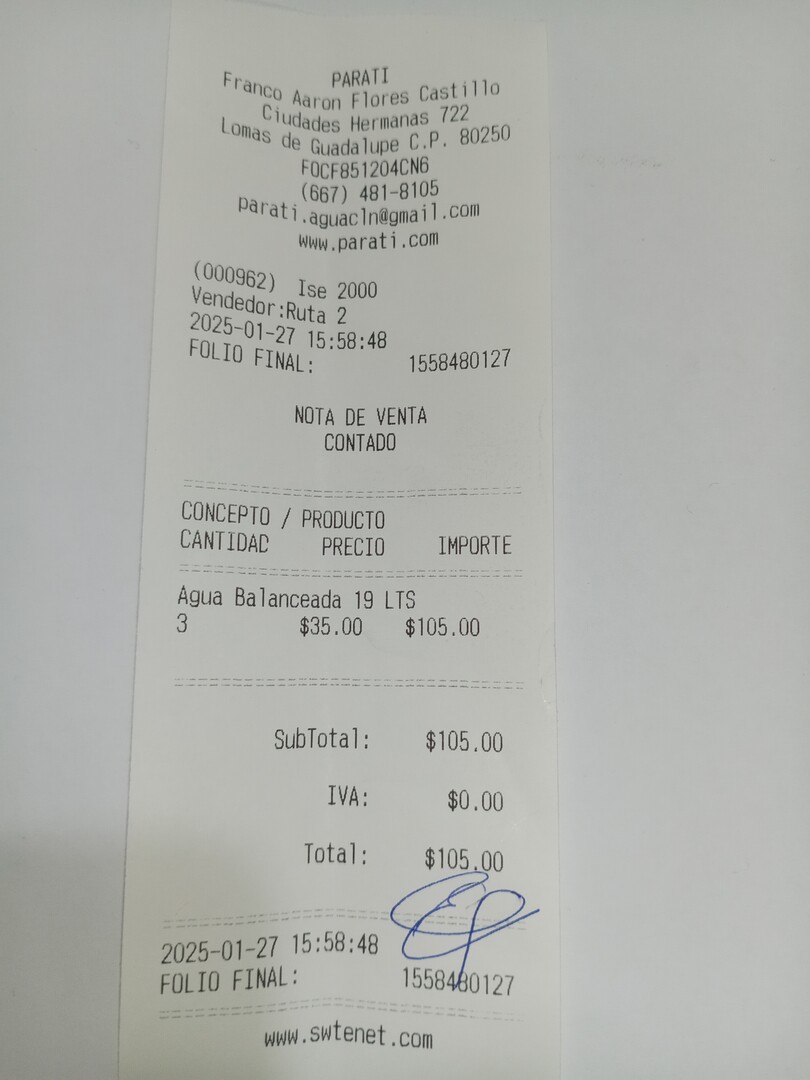 PARATI
Franco Aaron Flores Castillo
Ciudades Hermanas 722
Lomas de Guadalupe C.P. 80250
FOCF851204CN6
(667) 481-8105
parati.aguacln@gmail.com
www.parati.com
(000962) Ise 2000
Vendedor:Ruta 2
2025-01-27 15:58:48
FOLIO FINAL: 1558480127
NOTA DE VENTA
CONTADO
CONCEPTO / PRODUCTO
CANTIDAD PRECIO IMPORTE
Agua Balanceada 19 LTS
3 $35.00 $105.00
SubTotal: $105.00
IVA: $0.00
Total: $105.00
2025-01-27 15:58:48
FOLIO FINAL: 1558480127
www.swtenet.com